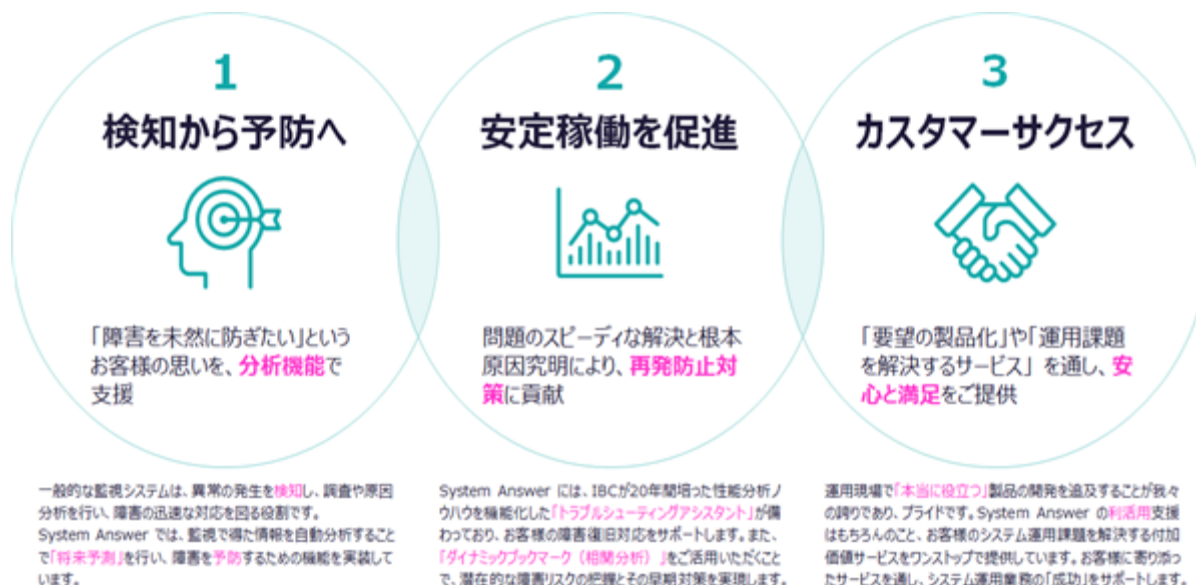 1
検知から予防へ
「障害を未然に防ぎたい」という
お客様の思いを、分析機能で
支援
一般的な監視システムは、異常の発生を検知し、調査や原因
分析を行い、障害の迅速な対応を図る役割です。
System Answer では、監視で得た情報を自動分析すること
で「将来予測」を行い、障害を予防するための機能を実装して
います。
2
安定稼働を促進
問題のスピーディな解決と根本
原因究明により、再発防止対
策に貢献
System Answer には、IBCが20年間培った性能分析ノ
ウハウを機能化した「トラブルシューティングアシスタント」が備
わっており、お客様の障害復旧対応をサポートします。また、
「ダイナミックブックマーク（相関分析）」をご活用いただくこと
で、潜在的な障害リスクの把握とその早期対策を実現します。
3
カスタマーサクセス
「要望の製品化」や「運用課題
を解決するサービス」を通し、安
心と満足をご提供
運用現場で「本当に役立つ」製品の開発を追及することが我々
の誇りであり、プライドです。System Answer の利活用支援
はもちろんのこと、お客様のシステム運用課題を解決する付加
価値サービスをワンストップで提供しています。お客様に寄り添っ
たサービスを通し、システム運用業務の「成功」をサポートします